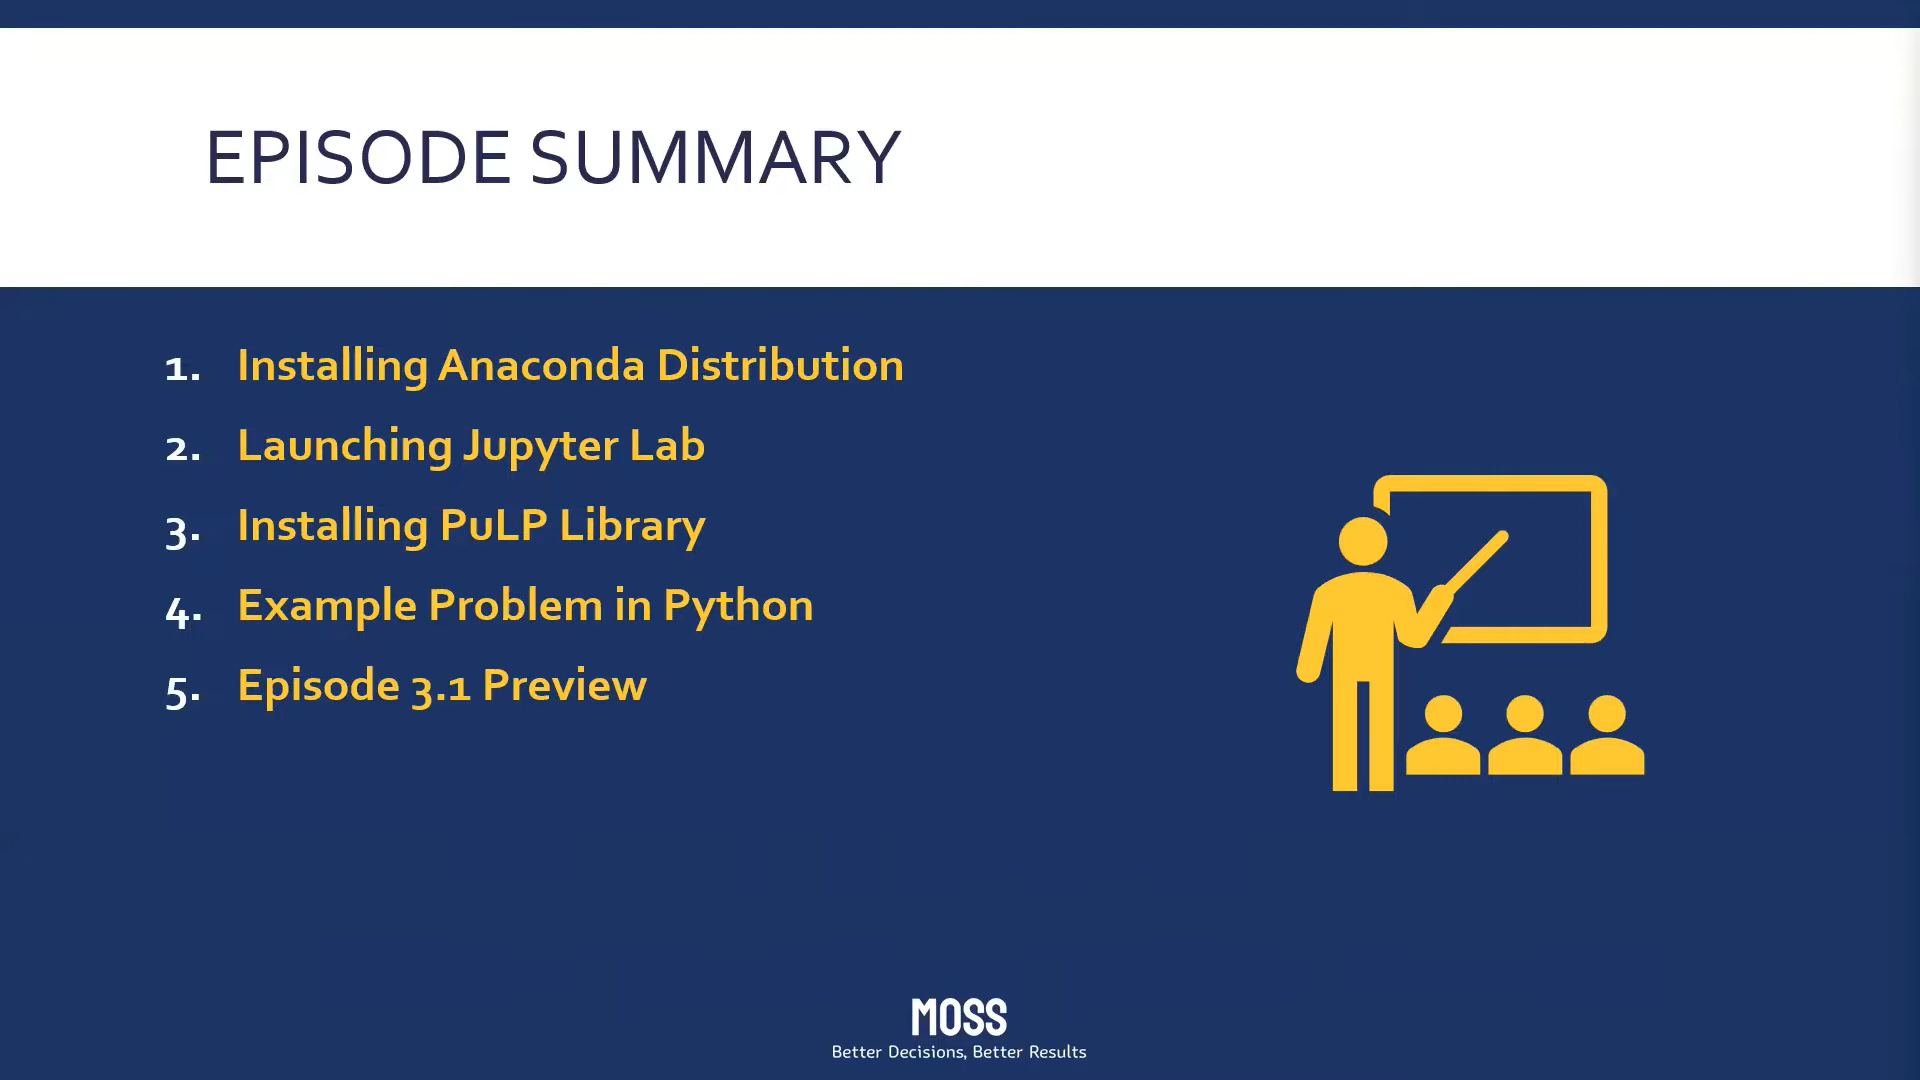 EPISODE SUMMARY
1. Installing Anaconda Distribution
2. Launching Jupyter Lab
3. Installing PuLP Library
4. Example Problem in Python
5. Episode 3.1 Preview
MOSS
Better Decisions, Better Results